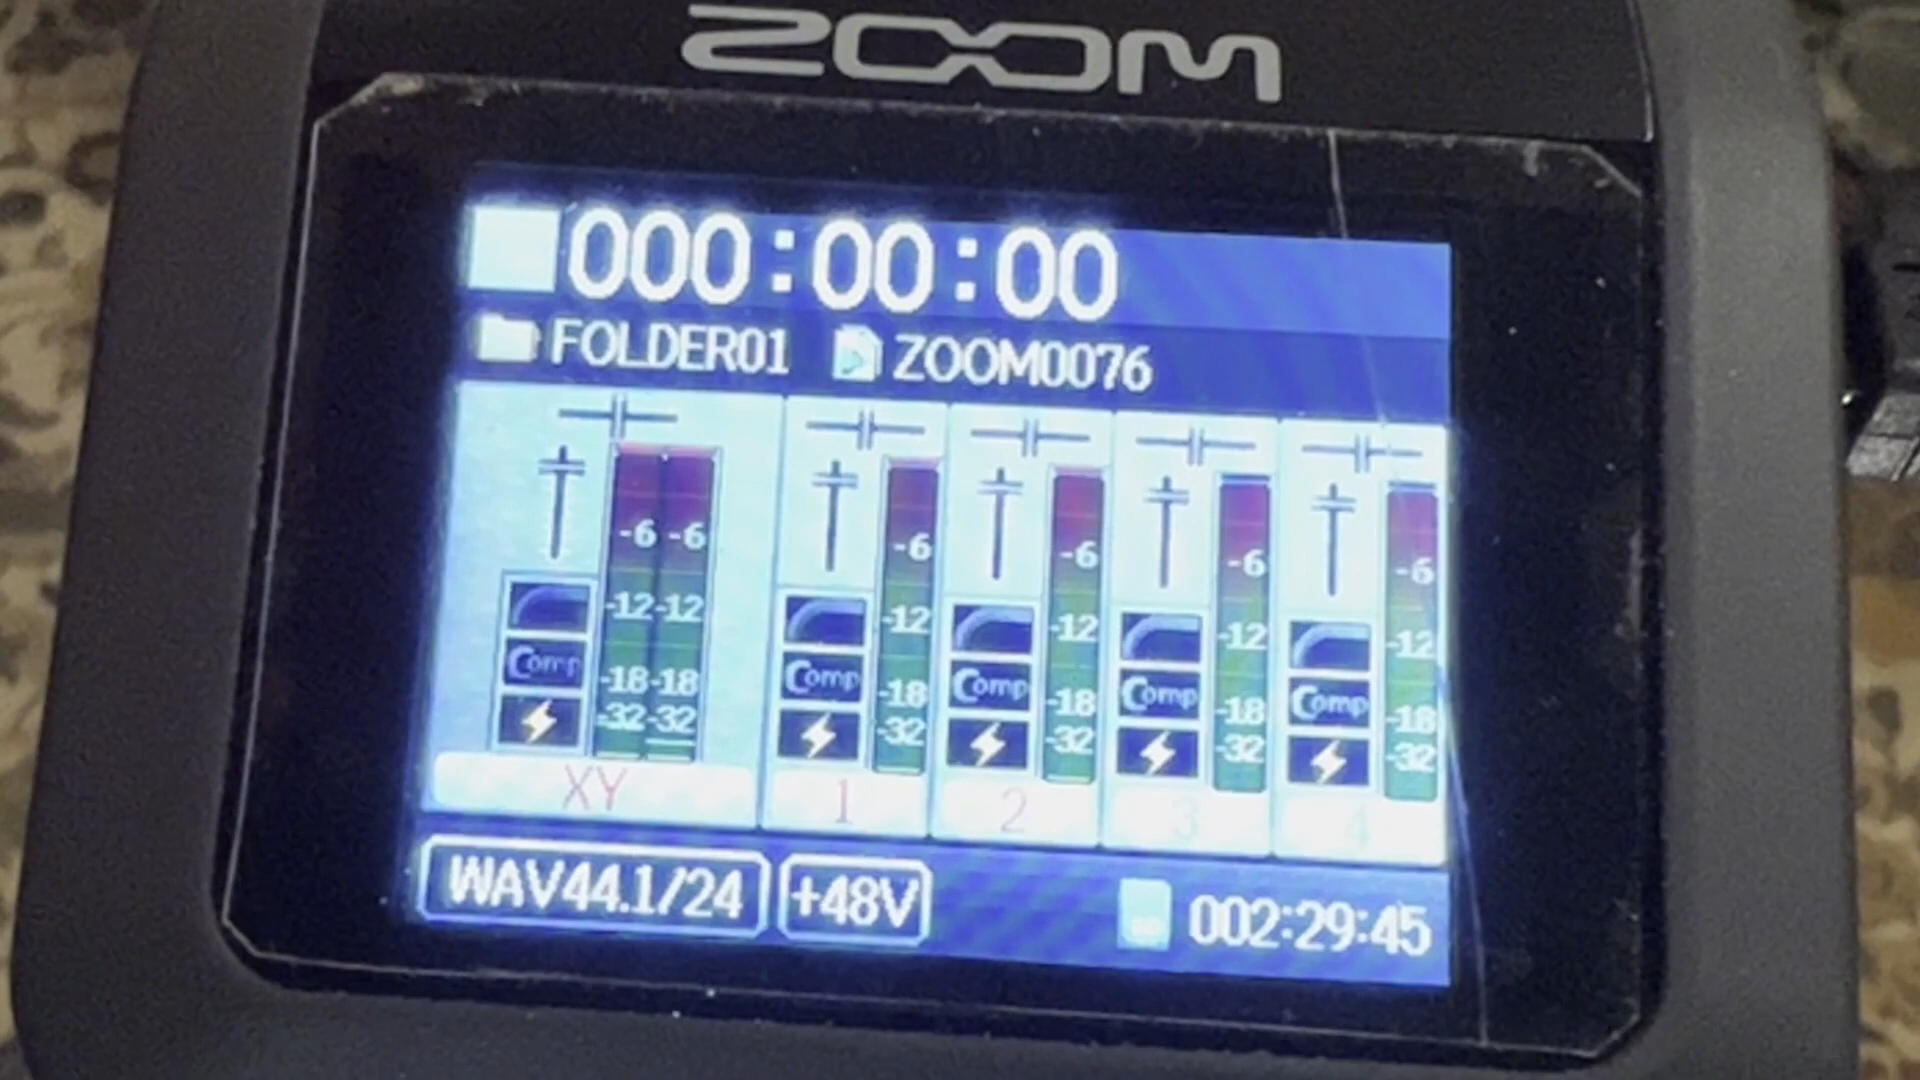 ZOOM
000:00:00
FOLDER01 ZOOM0076
-6 -6 -6 -6 -6 -6
-12 -12 -12 -12 -12 -12
Comp Comp Comp Comp Comp
-18 -18 -18 -18 -18 -18
-32 -32 -32 -32 -32 -32
XY 1 2 3 4
WAV44.1/24 +48V 002:29:45